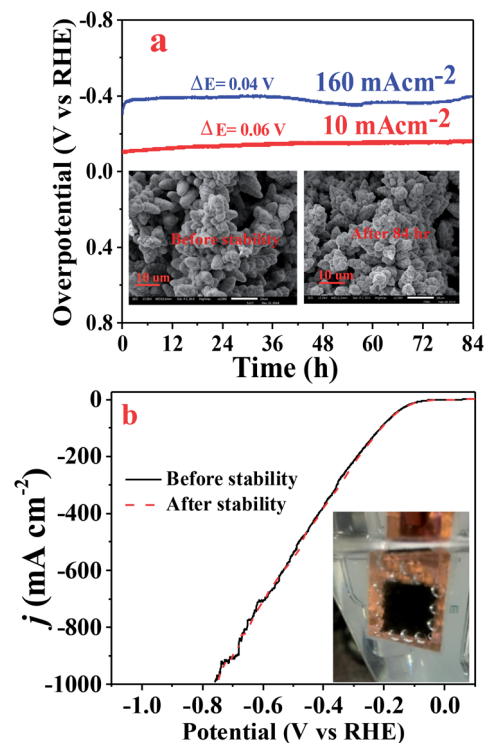 a
-0.8
-0.4
0.0
0.4
0.8
Overpotential (V vs RHE)
Δ E= 0.04 V
160 mAcm-2
Δ E= 0.06 V
10 mAcm-2
Before stability
10 um
After 84 hr
10 um
0 12 24 36 48 60 72 84
Time (h)
b
0
-200
-400
-600
-800
-1000
j (mA cm-2)
Before stability
After stability
-1.0 -0.8 -0.6 -0.4 -0.2 0.0
Potential (V vs RHE)